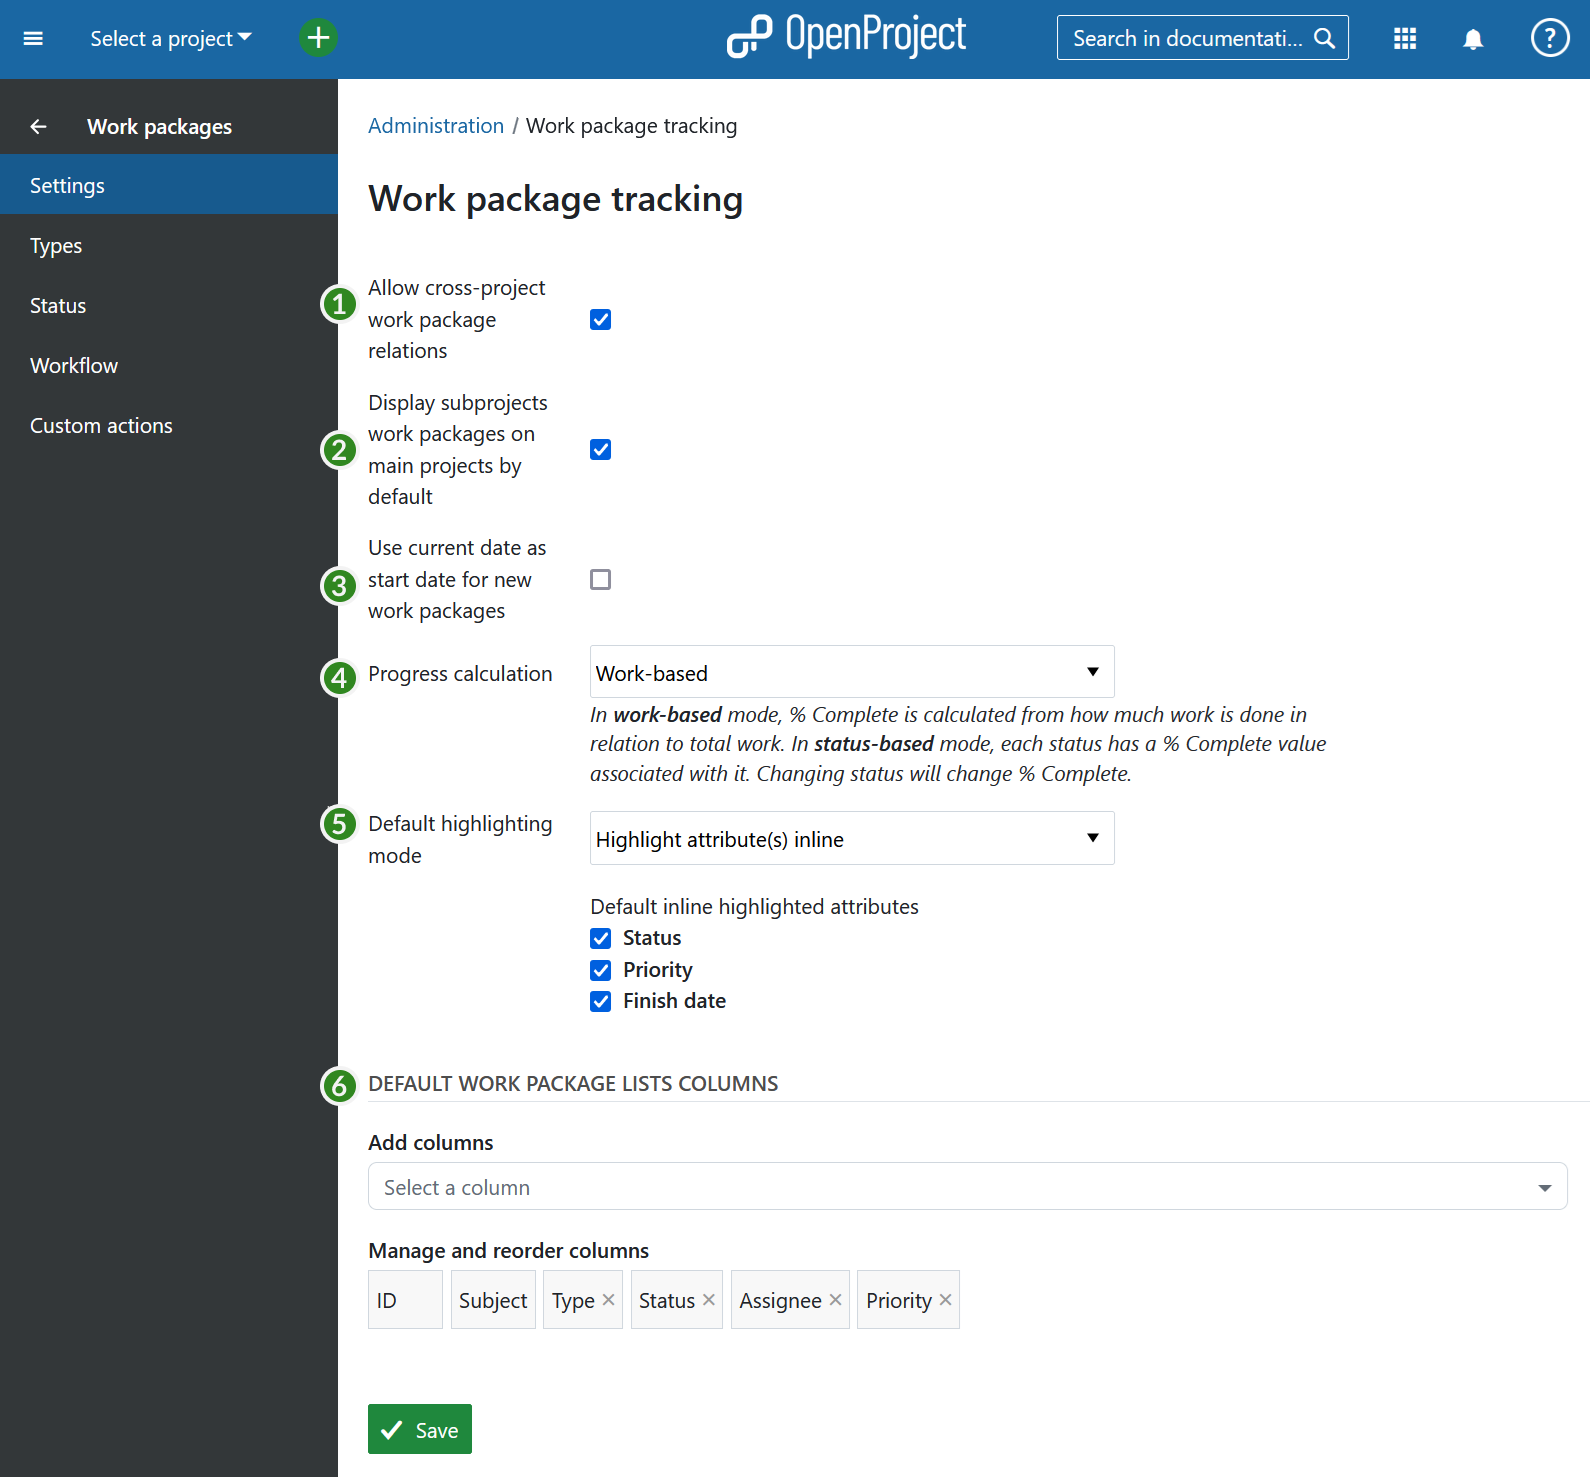 Select a project
OpenProject
Search in documentati...
?
Work packages
Settings
Types
Status
Workflow
Custom actions
Administration / Work package tracking
Work package tracking
1
Allow cross-project
work package
relations
2
Display subprojects
work packages on
main projects by
default
3
Use current date as
start date for new
work packages
4
Progress calculation
Work-based
In work-based mode, % Complete is calculated from how much work is done in
relation to total work. In status-based mode, each status has a % Complete value
associated with it. Changing status will change % Complete.
5
Default highlighting
mode
Highlight attribute(s) inline
Default inline highlighted attributes
Status
Priority
Finish date
6
DEFAULT WORK PACKAGE LISTS COLUMNS
Add columns
Select a column
Manage and reorder columns
ID Subject Type Status Assignee Priority
Save